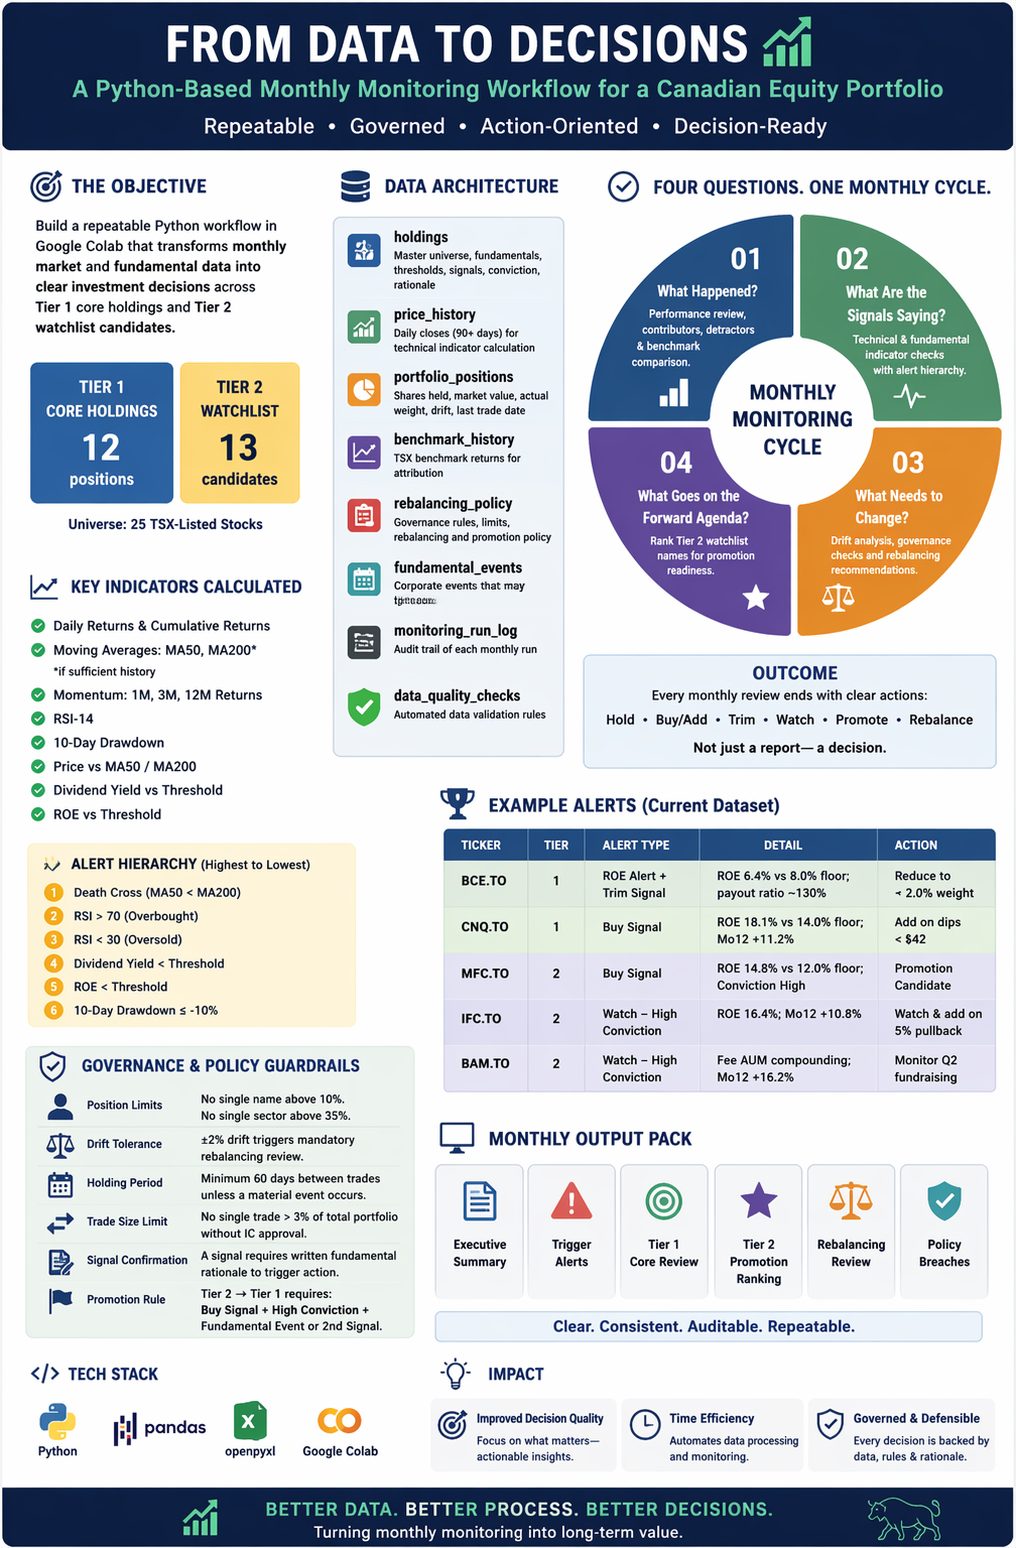 FROM DATA TO DECISIONS
A Python-Based Monthly Monitoring Workflow for a Canadian Equity Portfolio
Repeatable • Governed • Action-Oriented • Decision-Ready
THE OBJECTIVE
Build a repeatable Python workflow in
Google Colab that transforms monthly
market and fundamental data into
clear investment decisions across
Tier 1 core holdings and Tier 2
watchlist candidates.
TIER 1
CORE HOLDINGS
12
positions
TIER 2
WATCHLIST
13
candidates
Universe: 25 TSX-Listed Stocks
KEY INDICATORS CALCULATED
Daily Returns & Cumulative Returns
Moving Averages: MA50, MA200*
*if sufficient history
Momentum: 1M, 3M, 12M Returns
RSI-14
10-Day Drawdown
Price vs MA50 / MA200
Dividend Yield vs Threshold
ROE vs Threshold
DATA ARCHITECTURE
holdings
Master universe, fundamentals,
thresholds, signals, conviction,
rationale
price_history
Daily closes (90+ days) for
technical indicator calculation
portfolio_positions
Shares held, market value, actual
weight, drift, last trade date
benchmark_history
TSX benchmark returns for
attribution
rebalancing_policy
Governance rules, limits,
rebalancing and promotion policy
fundamental_events
Corporate events that may
monitoring_run_log
Audit trail of each monthly run
data_quality_checks
Automated data validation rules
FOUR QUESTIONS. ONE MONTHLY CYCLE.
01
What Happened?
Performance review,
contributors, detractors
& benchmark
comparison.
02
What Are the
Signals Saying?
Technical & fundamental
indicator checks
with alert hierarchy.
MONTHLY
MONITORING
CYCLE
04
What Goes on the
Forward Agenda?
Rank Tier 2 watchlist
names for promotion
readiness.
03
What Needs to
Change?
Drift analysis, governance
checks and rebalancing
recommendations.
OUTCOME
Every monthly review ends with clear actions:
Hold • Buy/Add • Trim • Watch • Promote • Rebalance
Not just a report— a decision.
ALERT HIERARCHY (Highest to Lowest)
1 Death Cross (MA50 < MA200)
2 RSI > 70 (Overbought)
3 RSI < 30 (Oversold)
4 Dividend Yield < Threshold
5 ROE < Threshold
6 10-Day Drawdown ≤ -10%
EXAMPLE ALERTS (Current Dataset)
TICKER TIER ALERT TYPE DETAIL ACTION
BCE.TO 1 ROE Alert + ROE 6.4% vs 8.0% floor; Reduce to
Trim Signal payout ratio ~130% < 2.0% weight
CNQ.TO 1 Buy Signal ROE 18.1% vs 14.0% floor; Add on dips
Mo12 +11.2% < $42
MFC.TO 2 Buy Signal ROE 14.8% vs 12.0% floor; Promotion
Conviction High Candidate
IFC.TO 2 Watch – High ROE 16.4%; Mo12 +10.8% Watch & add on
Conviction 5% pullback
BAM.TO 2 Watch – High Fee AUM compounding; Monitor Q2
Conviction Mo12 +16.2% fundraising
GOVERNANCE & POLICY GUARDRAILS
Position Limits No single name above 10%.
No single sector above 35%.
Drift Tolerance ±2% drift triggers mandatory
rebalancing review.
Holding Period Minimum 60 days between trades
unless a material event occurs.
Trade Size Limit No single trade > 3% of total portfolio
without IC approval.
Signal Confirmation A signal requires written fundamental
rationale to trigger action.
Promotion Rule Tier 2 → Tier 1 requires:
Buy Signal + High Conviction +
Fundamental Event or 2nd Signal.
MONTHLY OUTPUT PACK
Executive
Summary
Trigger
Alerts
Tier 1
Core Review
Tier 2
Promotion
Ranking
Rebalancing
Review
Policy
Breaches
Clear. Consistent. Auditable. Repeatable.
</> TECH STACK
Python
pandas
X
openpyxl
Google Colab
IMPACT
Improved Decision Quality
Focus on what matters—
actionable insights.
Time Efficiency
Automates data processing
and monitoring.
Governed & Defensible
Every decision is backed by
data, rules & rationale.
BETTER DATA. BETTER PROCESS. BETTER DECISIONS.
Turning monthly monitoring into long-term value.